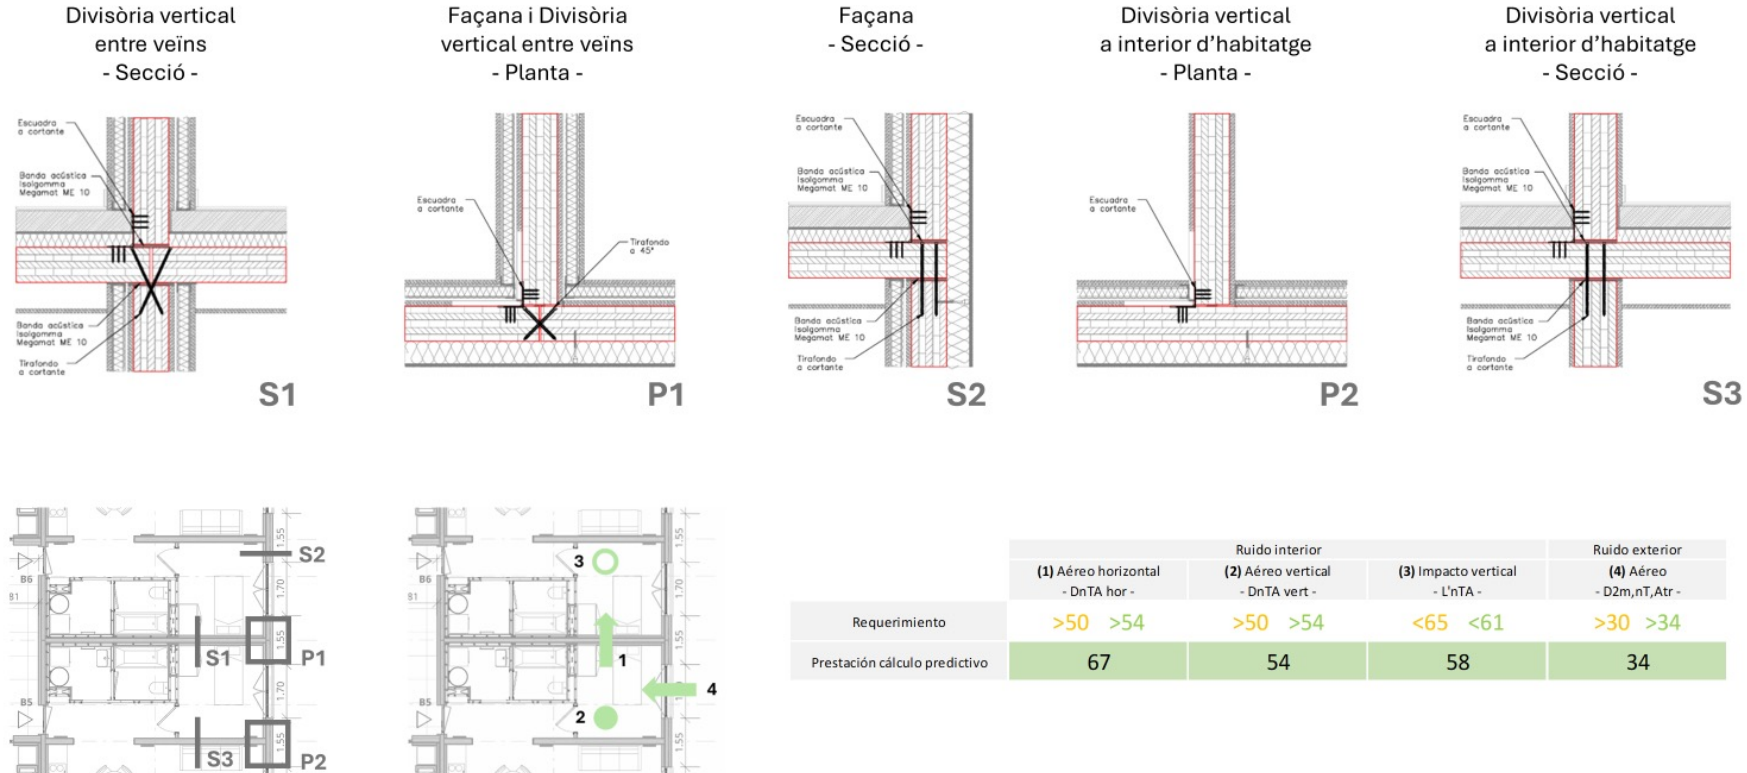 Divisòria vertical
entre veïns
- Secció -
Façana i Divisòria
vertical entre veïns
- Planta -
Façana
- Secció -
Divisòria vertical
a interior d'habitatge
- Planta -
Divisòria vertical
a interior d'habitatge
- Secció -
Escuadra
a cortante
Banda acústica
Isolgomma
Megamat ME 10
Banda acústica
Isolgomma
Megamat ME 10
Tirafondo
a cortante
S1
Escuadra
a cortante
Tirafondo
a 45°
P1
Escuadra
a cortante
Banda acústica
Isolgomma
Megamat ME 10
Banda acústica
Isolgomma
Megamat ME 10
Tirafondo
a cortante
S2
Escuadra
a cortante
P2
Escuadra
a cortante
Banda acústica
Isolgomma
Megamat ME 10
Banda acústica
Isolgomma
Megamat ME 10
Tirafondo
a cortante
S3
1.55
S2
B6
1.70
S1
1.55
P1
1.70
B5
S3
1.55
P2
1.55
3
B6
1.70
1.55
1
4
B5
2
1.55
Ruido interior Ruido exterior
(1) Aéreo horizontal (2) Aéreo vertical (3) Impacto vertical (4) Aéreo
- DnTA hor - - DnTA vert - - L'nTA - - D2m,nT,Atr -
Requerimiento >50 >54 >50 >54 <65 <61 >30 >34
Prestación cálculo predictivo 67 54 58 34